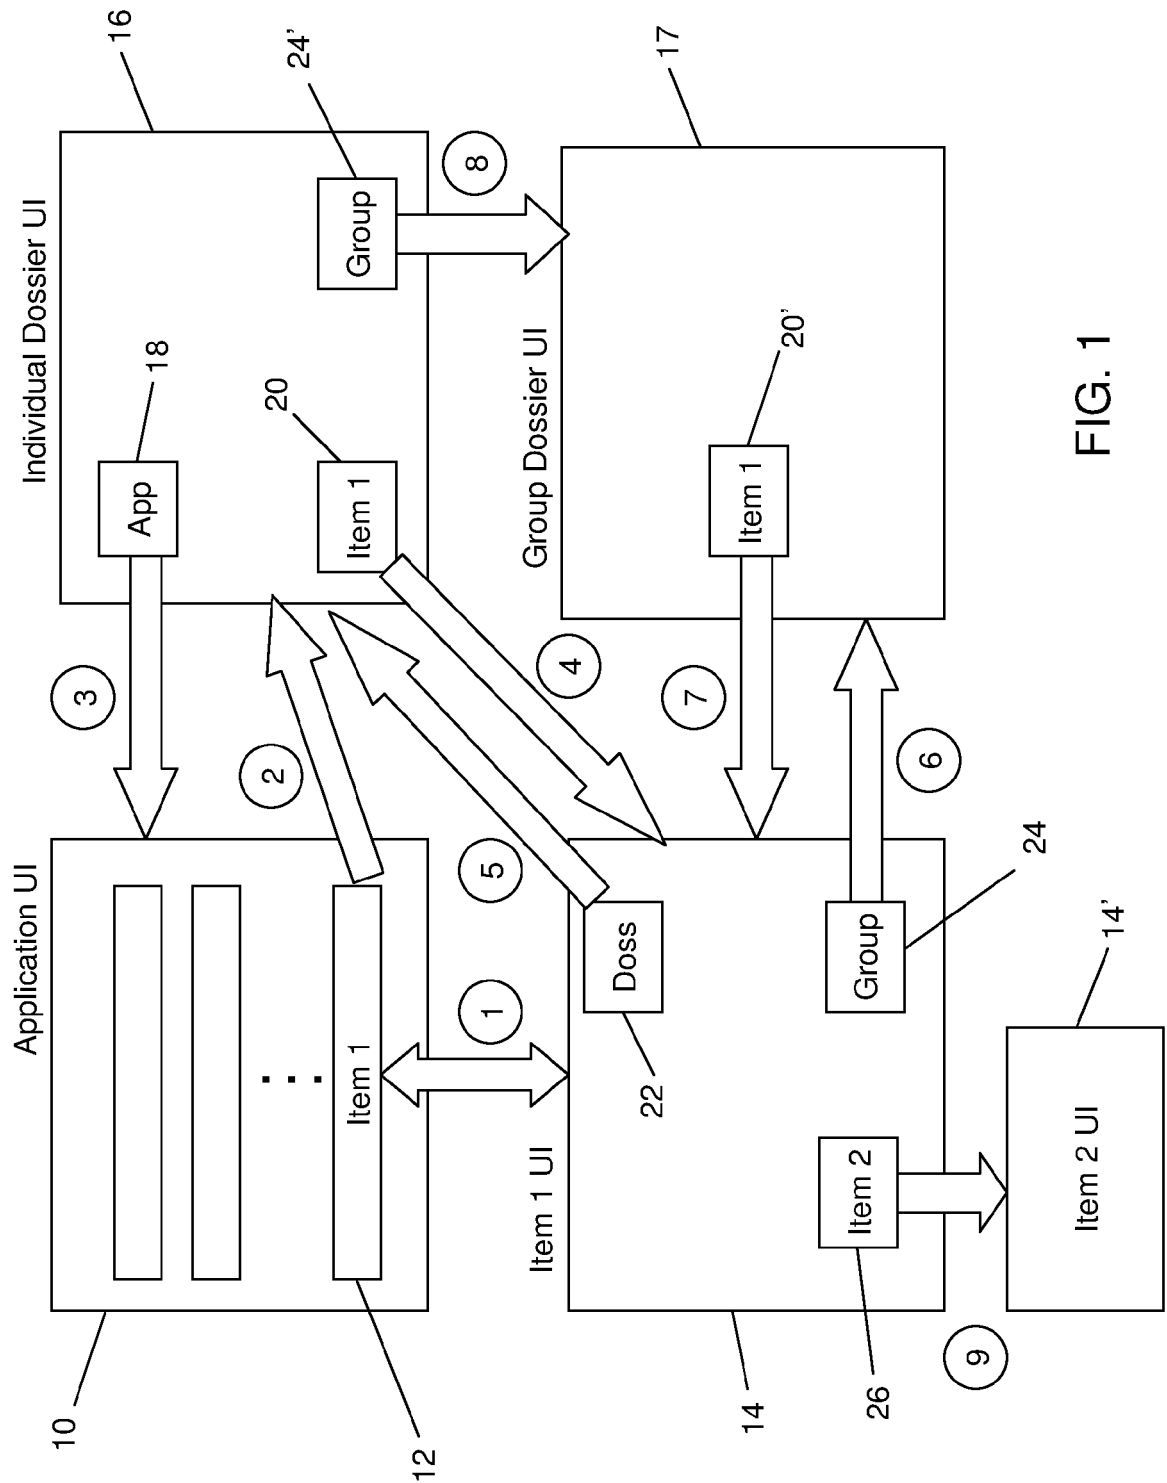 10
Application UI
3
Individual Dossier UI
16
App
18
24'
12
Item 1
2
20
Item 1
Group
1
5
4
8
Item 1 UI
Group Dossier UI
17
22
Doss
7
Item 1
20'
14
26
Item 2
Group
6
9
24
Item 2 UI
14'
FIG. 1